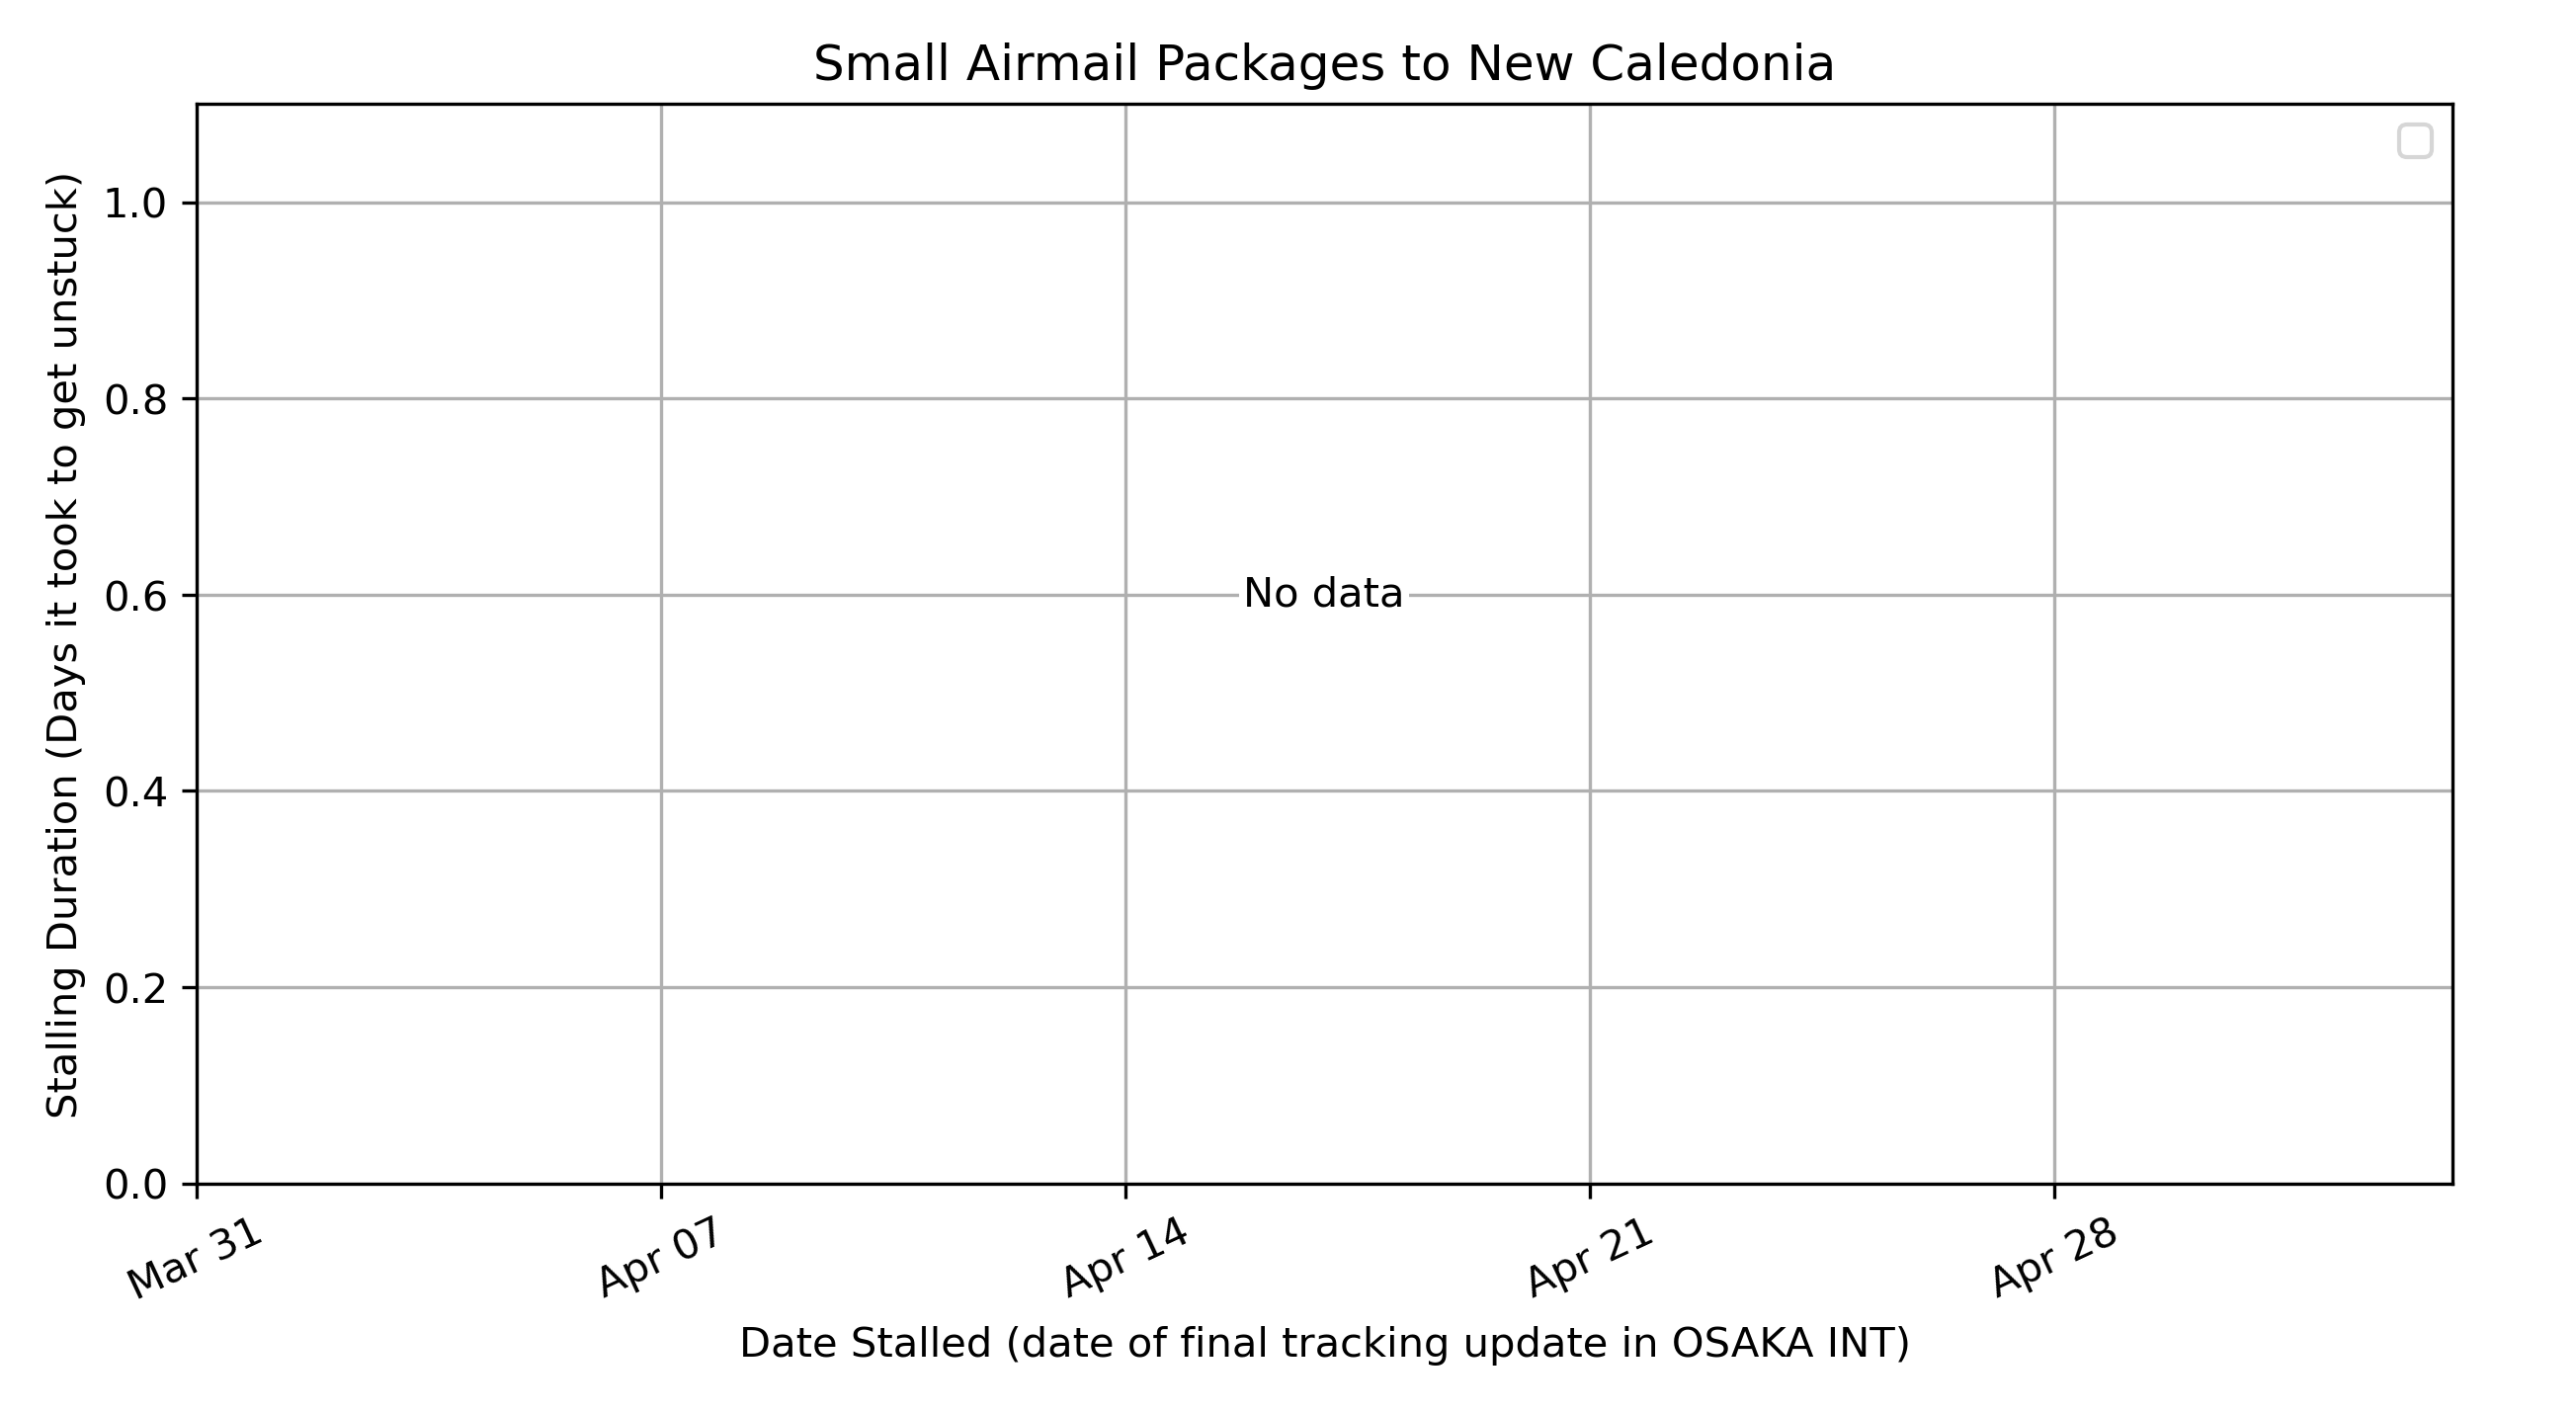 Small Airmail Packages to New Caledonia
Stalling Duration (Days it took to get unstuck)
1.0
0.8
0.6
0.4
0.2
0.0
No data
Mar 31
Apr 07
Apr 14
Apr 21
Apr 28
Date Stalled (date of final tracking update in OSAKA INT)